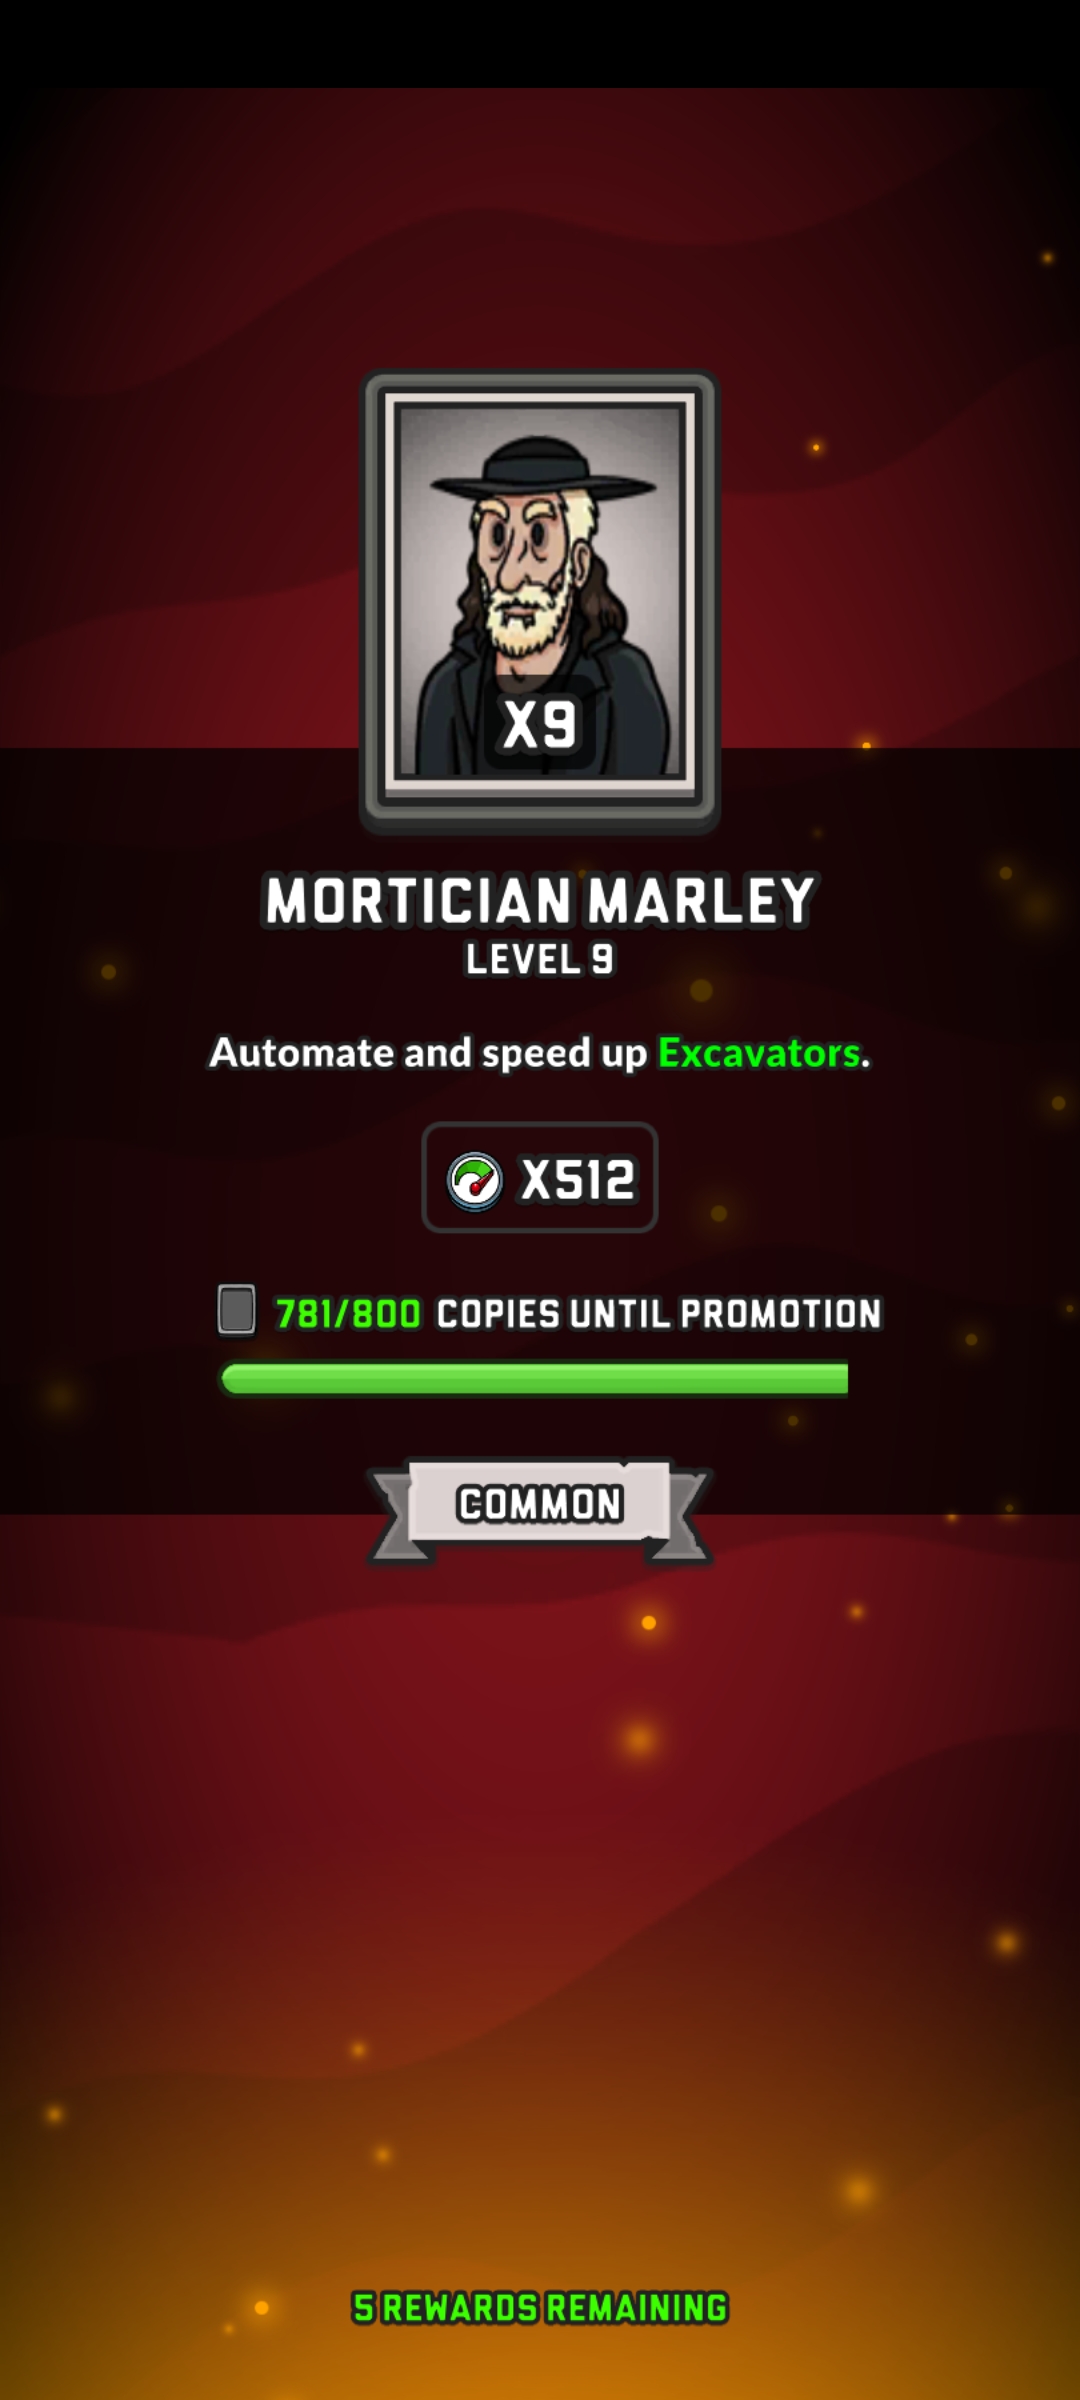 X9
MORTICIAN MARLEY
LEVEL 9
Automate and speed up Excavators.
X512
781/800 COPIES UNTIL PROMOTION
COMMON
5 REWARDS REMAINING